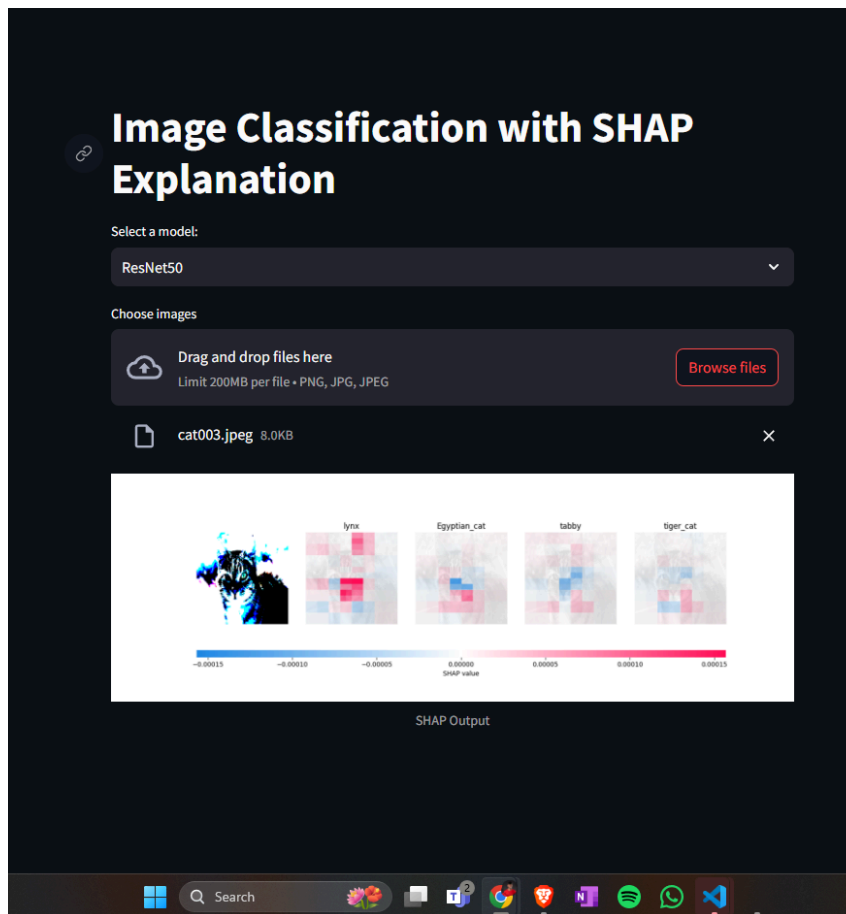 Image Classification with SHAP
Explanation
Select a model:
ResNet50
Choose images
Drag and drop files here
Limit 200MB per file • PNG, JPG, JPEG
Browse files
cat003.jpeg 8.0KB
lynx
Egyptian_cat
tabby
tiger_cat
−0.00015 −0.00010 −0.00005 0.00000 0.00005 0.00010 0.00015
SHAP value
SHAP Output
Search
2